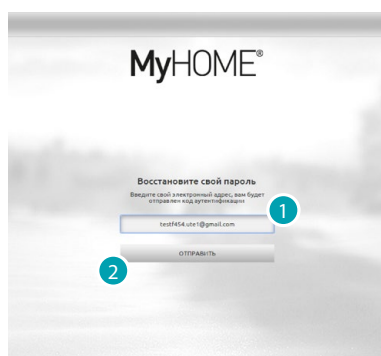 MyHOME®
Восстановите свой пароль
Введите свой электронный адрес, вам будет
отправлен код аутентификации
1
testf454.ute1@gmail.com
ОТПРАВИТЬ
2